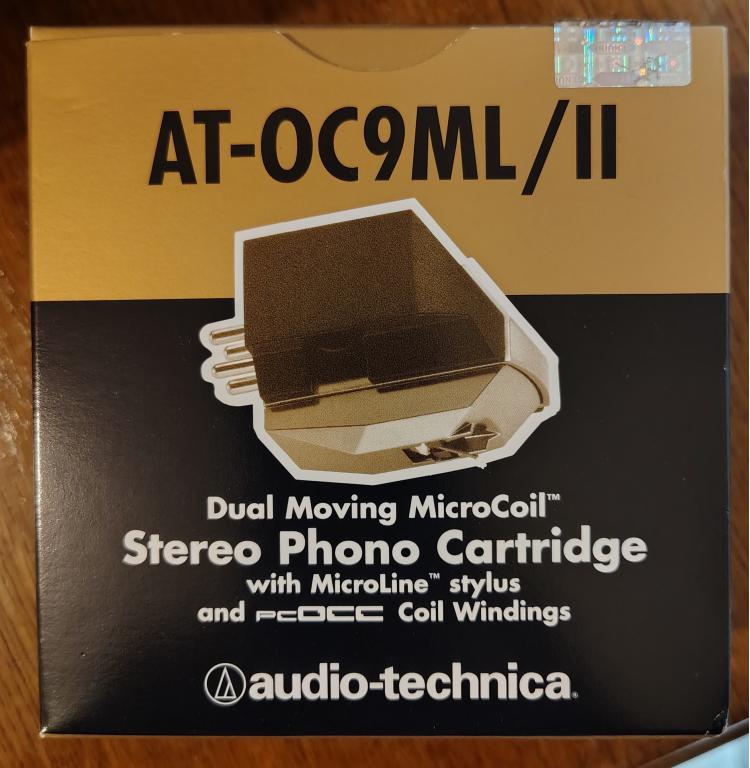 AT-OC9ML/II
Dual Moving MicroCoil™
Stereo Phono Cartridge
with MicroLine™ stylus
and PCOCC Coil Windings
audio-technica®